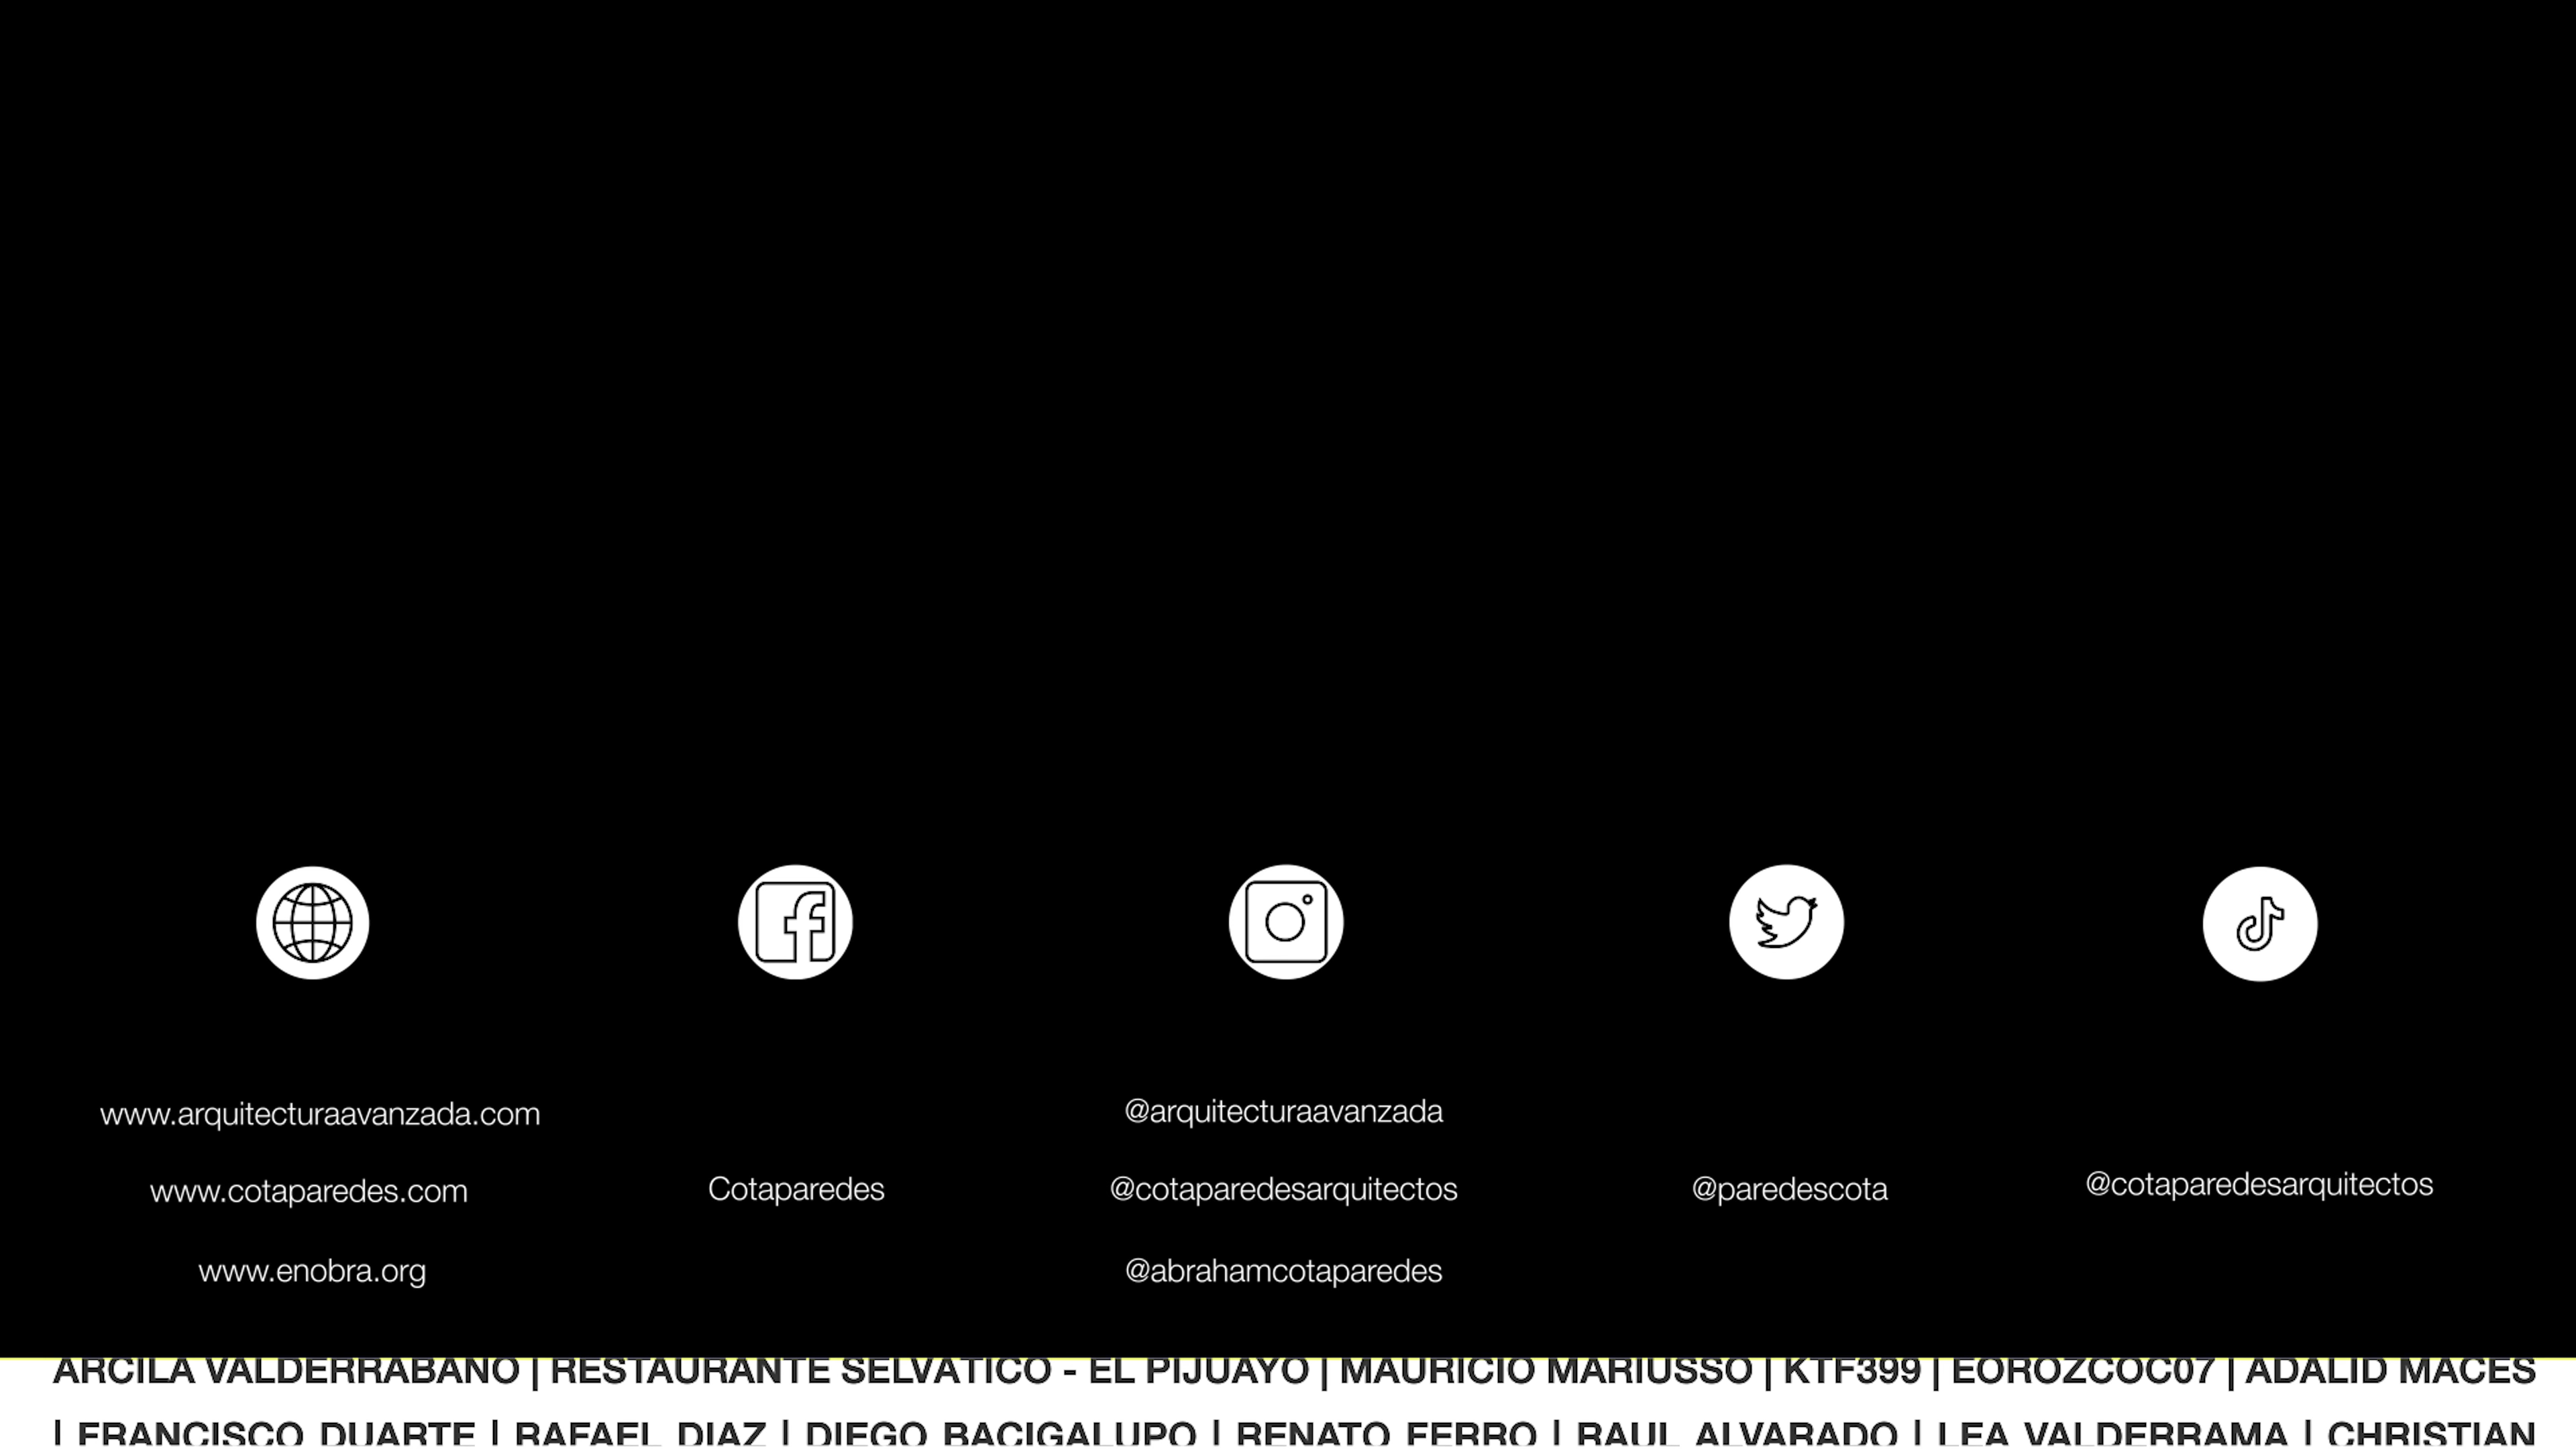 www.arquitecturaavanzada.com
www.cotaparedes.com
www.enobra.org
Cotaparedes
@arquitecturaavanzada
@cotaparedesarquitectos
@abrahamcotaparedes
@paredescota
@cotaparedesarquitectos
ARCILA VALDERRABANO | RESTAURANTE SELVATICO - EL PIJUAYO | MAURICIO MARIUSSO | KTF399 | EOROZCOC07 | ADALID MACES
| FRANCISCO DUARTE | RAFAEL DIAZ | DIEGO BACIGALUPO | RENATO FERRO | RAUL ALVARADO | LEA VALDERRAMA | CHRISTIAN